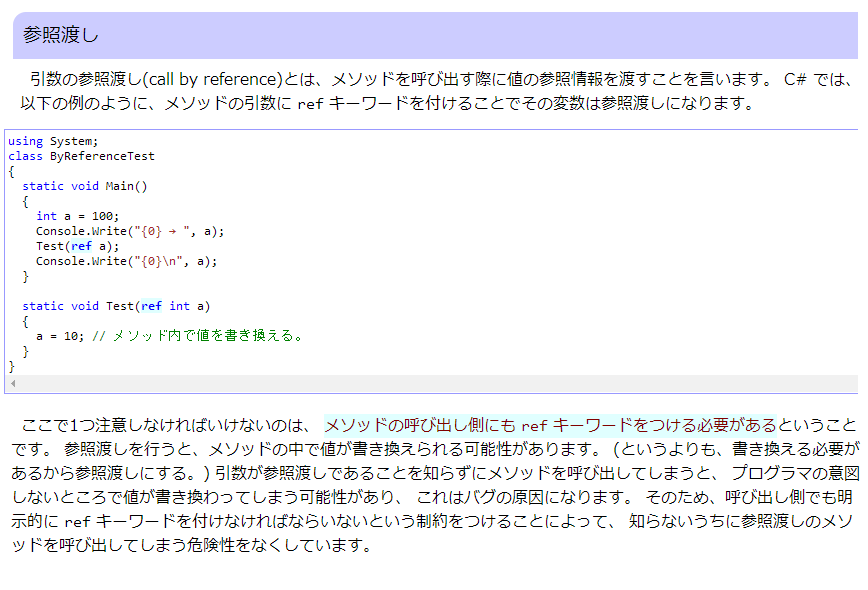 参照渡し
引数の参照渡し(call by reference)とは、メソッドを呼び出す際に値の参照情報を渡すことを言います。 C# では、
以下の例のように、メソッドの引数に ref キーワードを付けることでその変数は参照渡しになります。
using System;
class ByReferenceTest
{
  static void Main()
  {
    int a = 100;
    Console.Write("{0} → ", a);
    Test(ref a);
    Console.Write("{0}\n", a);
  }

  static void Test(ref int a)
  {
    a = 10; // メソッド内で値を書き換える。
  }
}
ここで1つ注意しなければいけないのは、 メソッドの呼び出し側にも ref キーワードをつける必要があるということ
です。 参照渡しを行うと、メソッドの中で値が書き換えられる可能性があります。 (というよりも、書き換える必要が
あるから参照渡しにする。) 引数が参照渡しであることを知らずにメソッドを呼び出してしまうと、 プログラマの意図
しないところで値が書き換わってしまう可能性があり、 これはバグの原因になります。 そのため、呼び出し側でも明
示的に ref キーワードを付けなければならいないという制約をつけることによって、 知らないうちに参照渡しのメソ
ッドを呼び出してしまう危険性をなくしています。